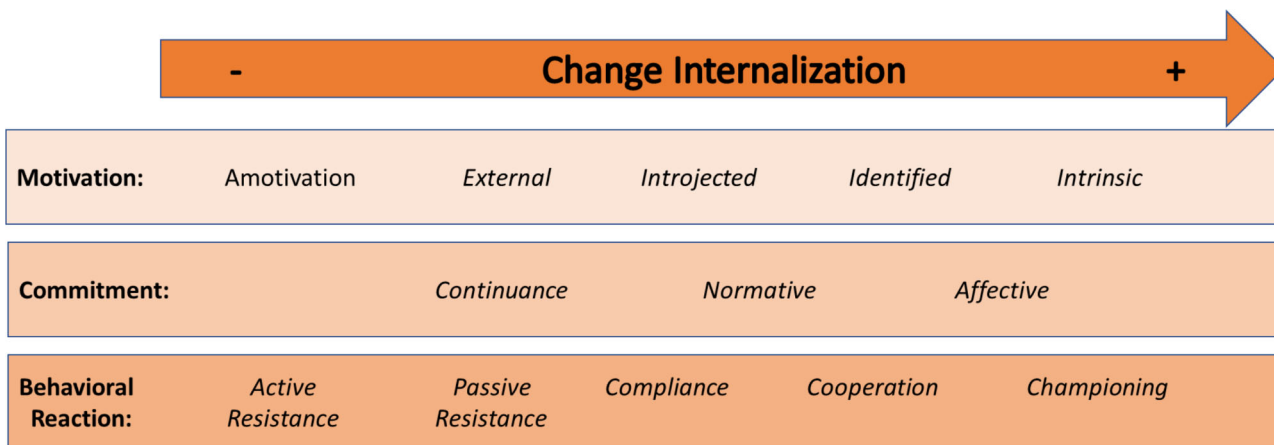 - Change Internalization +
Motivation: Amotivation External Introjected Identified Intrinsic
Commitment: Continuance Normative Affective
Behavioral Active Passive Compliance Cooperation Championing
Reaction: Resistance Resistance